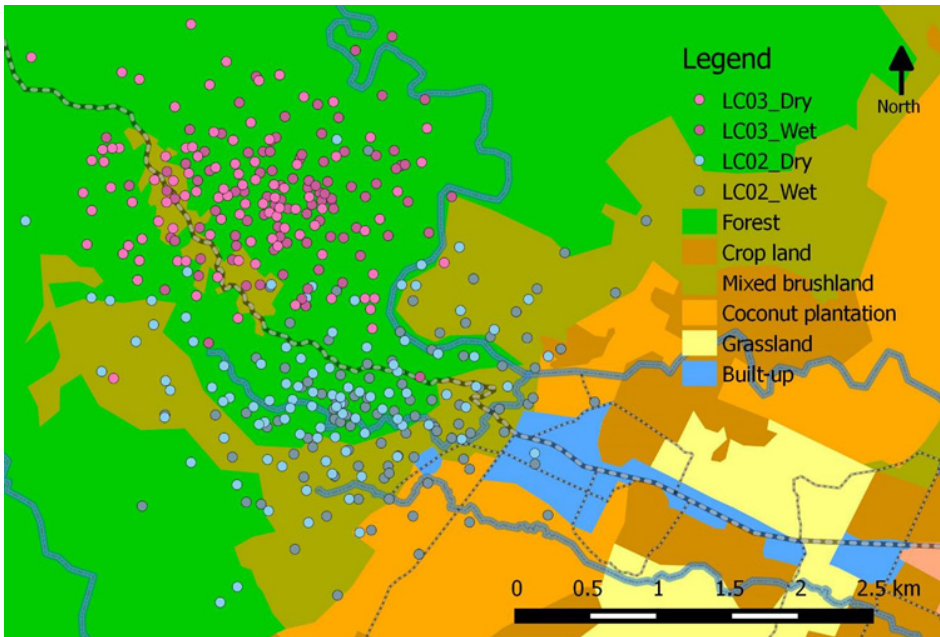 Legend
North
LC03_Dry
LC03_Wet
LC02_Dry
LC02_Wet
Forest
Crop land
Mixed brushland
Coconut plantation
Grassland
Built-up
0 0.5 1 1.5 2 2.5 km